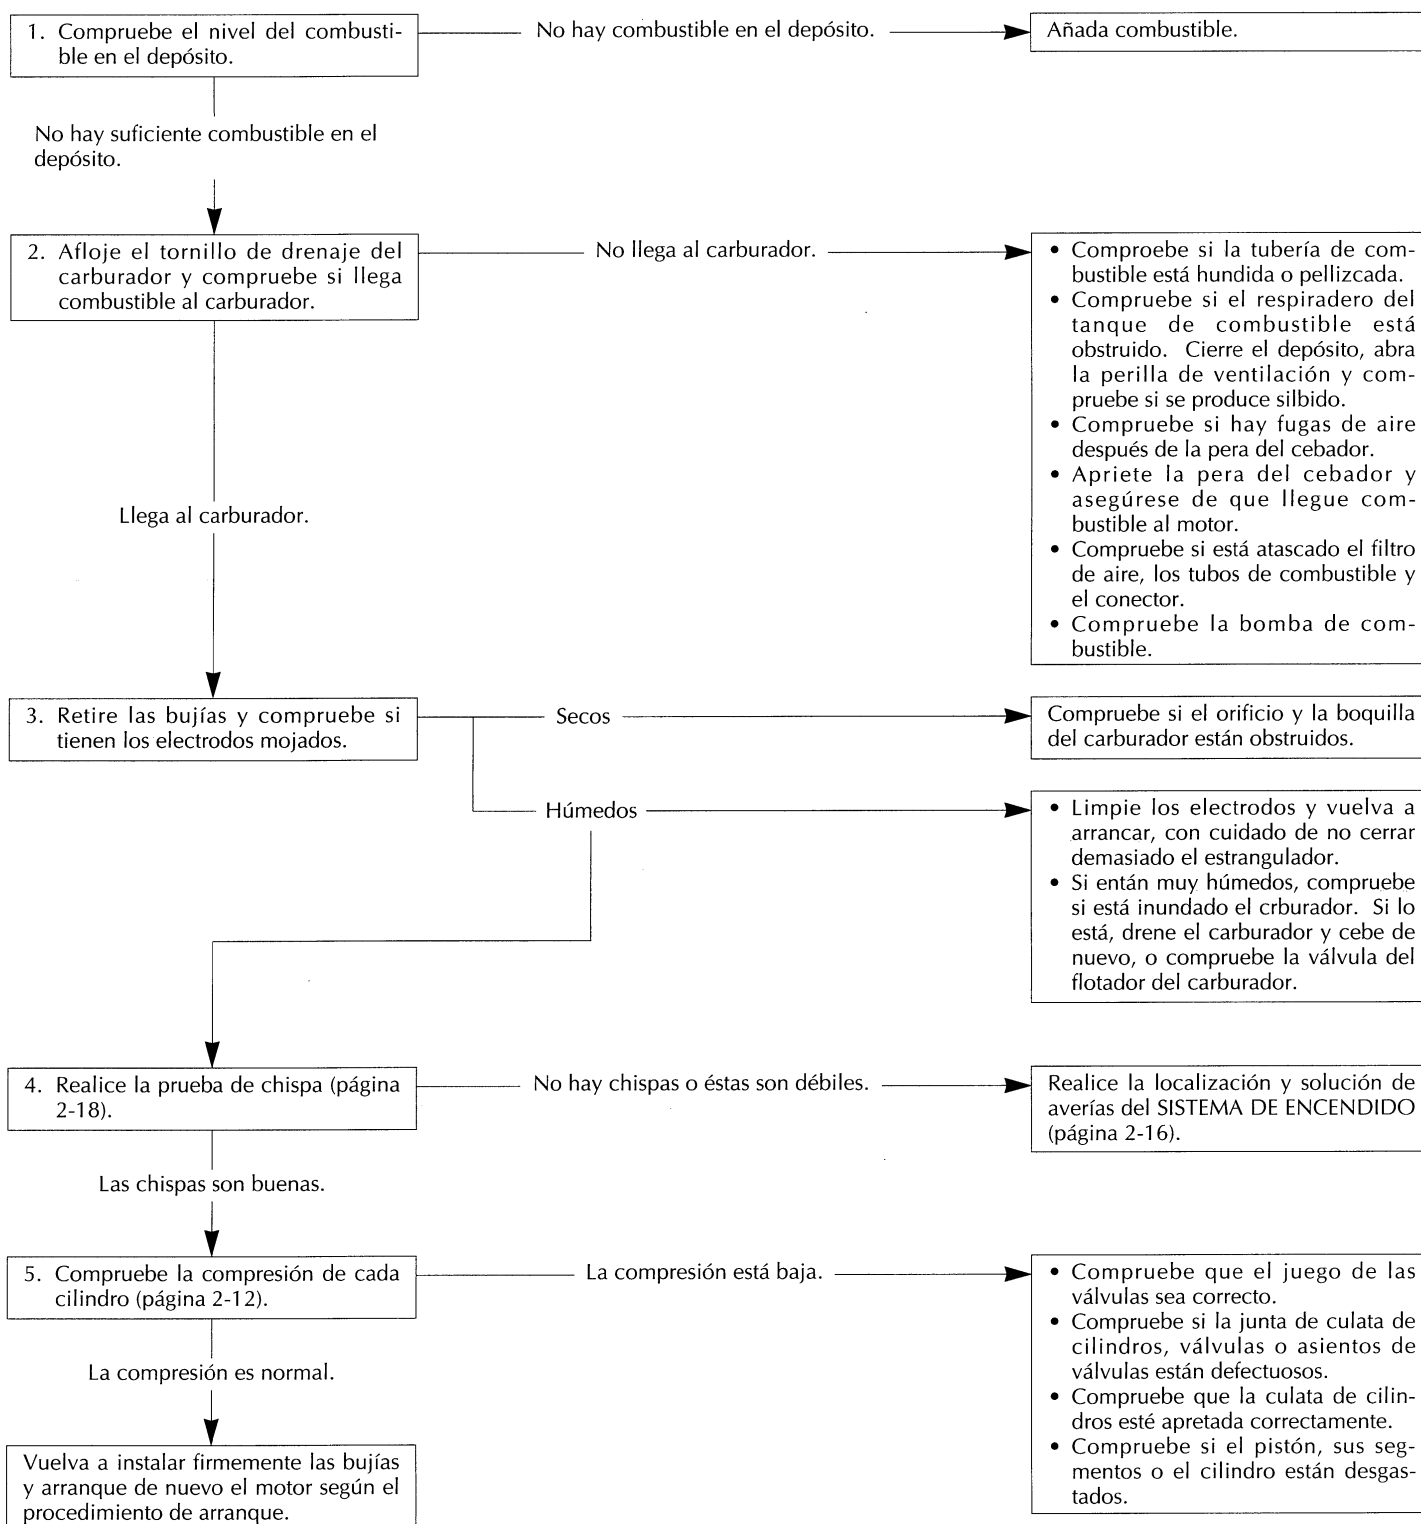 1. Compruebe el nivel del combusti-
ble en el depósito.
No hay combustible en el depósito.
Añada combustible.
No hay suficiente combustible en el
depósito.
2. Afloje el tornillo de drenaje del
carburador y compruebe si llega
combustible al carburador.
No llega al carburador.
• Comproebe si la tubería de com-
bustible está hundida o pellizcada.
• Compruebe si el respiradero del
tanque de combustible está
obstruido. Cierre el depósito, abra
la perilla de ventilación y com-
pruebe si se produce silbido.
• Compruebe si hay fugas de aire
después de la pera del cebador.
• Apriete la pera del cebador y
asegúrese de que llegue com-
bustible al motor.
• Compruebe si está atascado el filtro
de aire, los tubos de combustible y
el conector.
• Compruebe la bomba de com-
bustible.
Llega al carburador.
3. Retire las bujías y compruebe si
tienen los electrodos mojados.
Secos
Compruebe si el orificio y la boquilla
del carburador están obstruidos.
Húmedos
• Limpie los electrodos y vuelva a
arrancar, con cuidado de no cerrar
demasiado el estrangulador.
• Si entán muy húmedos, compruebe
si está inundado el crburador. Si lo
está, drene el carburador y cebe de
nuevo, o compruebe la válvula del
flotador del carburador.
4. Realice la prueba de chispa (página
2-18).
No hay chispas o éstas son débiles.
Realice la localización y solución de
averías del SISTEMA DE ENCENDIDO
(página 2-16).
Las chispas son buenas.
5. Compruebe la compresión de cada
cilindro (página 2-12).
La compresión está baja.
• Compruebe que el juego de las
válvulas sea correcto.
• Compruebe si la junta de culata de
cilindros, válvulas o asientos de
válvulas están defectuosos.
• Compruebe que la culata de cilin-
dros esté apretada correctamente.
• Compruebe si el pistón, sus seg-
mentos o el cilindro están desgas-
tados.
La compresión es normal.
Vuelva a instalar firmemente las bujías
y arranque de nuevo el motor según el
procedimiento de arranque.